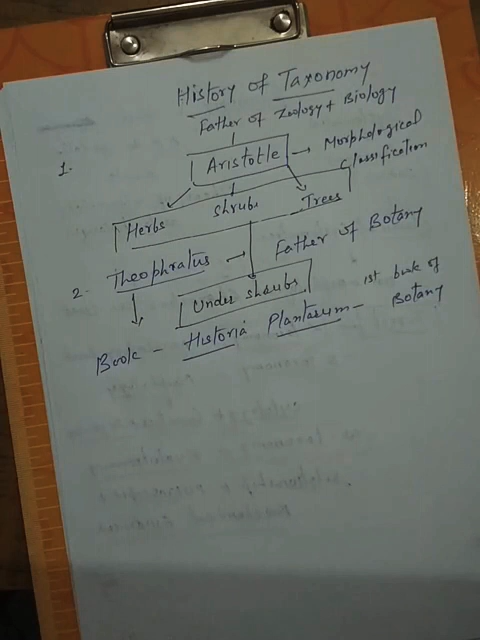 History of Taxonomy
Father of Zoology + Biology
1. Aristotle → Morphological
classification
Herbs shrubs Trees
2. Theophratus → Father of Botany
Under shrubs
Book - Historia Plantarum - 1st book of
Botany